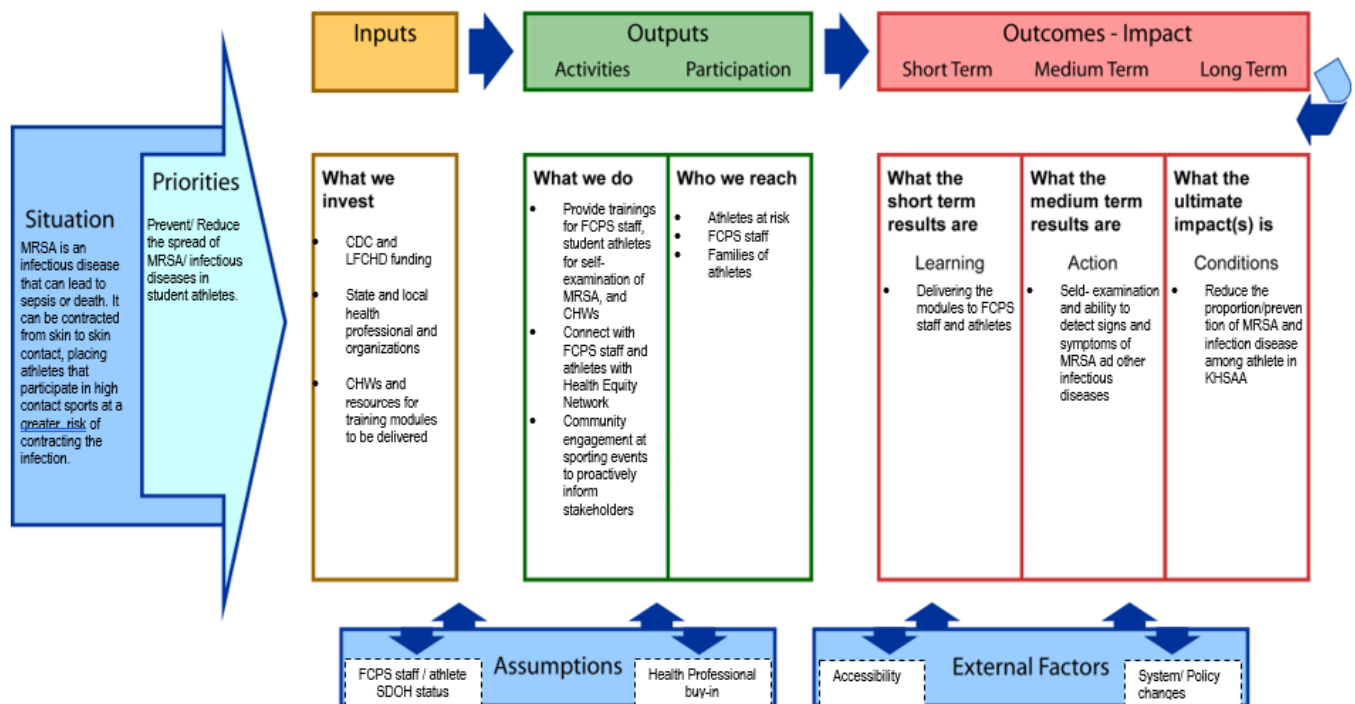 Inputs
Outputs
Activities
Participation
Outcomes - Impact
Short Term
Medium Term
Long Term
Situation
MRSA is an
infectious disease
that can lead to
sepsis or death. It
can be contracted
from skin to skin
contact, placing
athletes that
participate in high
contact sports at a
greater  risk of
contracting the
infection.
Priorities
Prevent/ Reduce
the spread of
MRSA/ infectious
diseases in
student athletes.
What we
invest
• CDC and
LFCHD funding
• State and local
health
professional and
organizations
• CHWs and
resources for
training modules
to be delivered
What we do
• Provide trainings
for FCPS staff,
student athletes
for self-
examination of
MRSA, and
CHWs
• Connect with
FCPS staff and
athletes with
Health Equity
Network
• Community
engagement at
sporting events
to proactively
inform
stakeholders
Who we reach
• Athletes at risk
• FCPS staff
• Families of
athletes
What the
short term
results are
Learning
• Delivering the
modules to FCPS
staff and athletes
What the
medium term
results are
Action
• Seld- examination
and ability to
detect signs and
symptoms of
MRSA ad other
infectious
diseases
What the
ultimate
impact(s) is
Conditions
• Reduce the
proportion/preven
tion of MRSA and
infection disease
among athlete in
KHSAA
Assumptions
FCPS staff / athlete
SDOH status
Health Professional
buy-in
External Factors
Accessibility
System/ Policy
changes